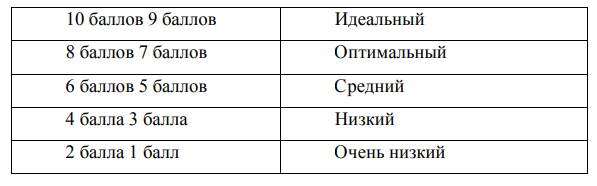 10 баллов 9 баллов Идеальный
8 баллов 7 баллов Оптимальный
6 баллов 5 баллов Средний
4 балла 3 балла Низкий
2 балла 1 балл Очень низкий